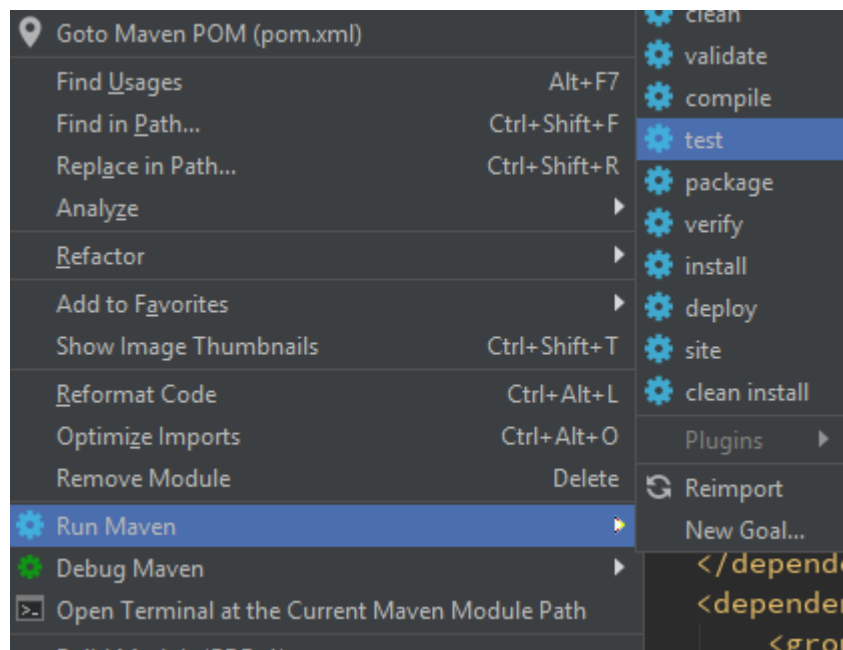 Goto Maven POM (pom.xml)
Find Usages Alt+F7
Find in Path... Ctrl+Shift+F
Replace in Path... Ctrl+Shift+R
Analyze
Refactor
Add to Favorites
Show Image Thumbnails Ctrl+Shift+T
Reformat Code Ctrl+Alt+L
Optimize Imports Ctrl+Alt+O
Remove Module Delete
Run Maven
Debug Maven
Open Terminal at the Current Maven Module Path
clean
validate
compile
test
package
verify
install
deploy
site
clean install
Plugins
Reimport
New Goal...
</depend
<depende
<gro